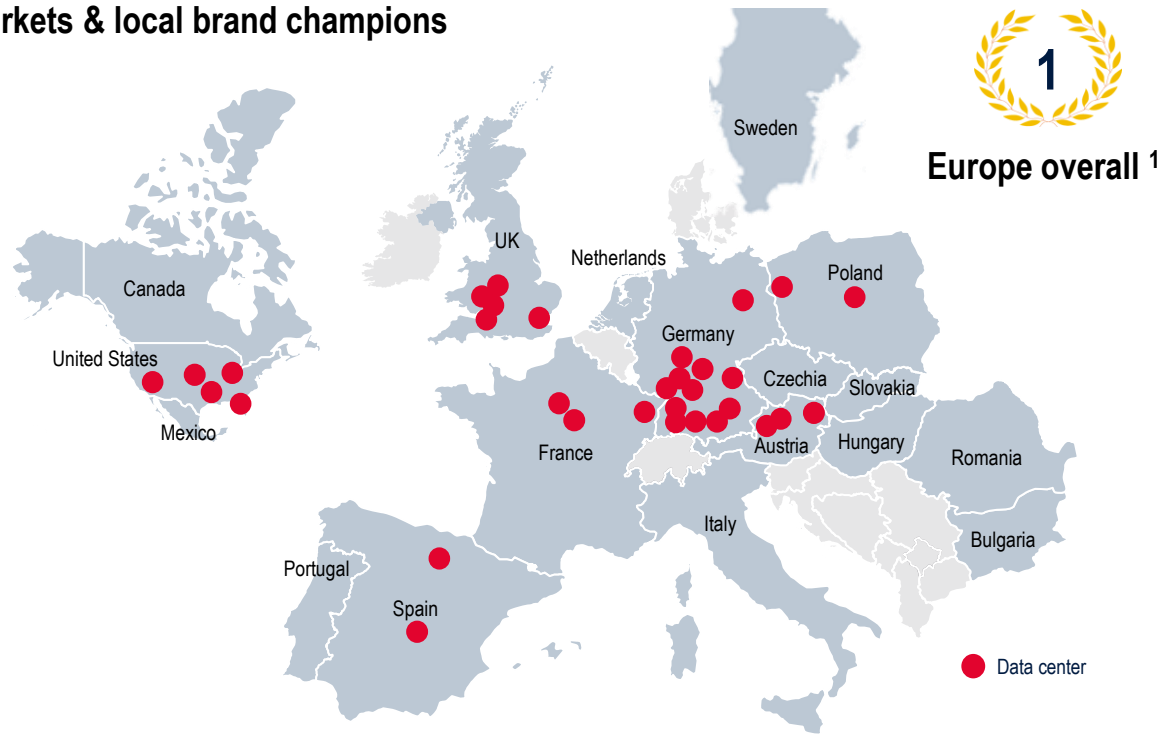 rkets & local brand champions
1
Europe overall 1
Sweden
UK
Netherlands
Poland
Canada
Germany
United States
Czechia
Slovakia
Mexico
France
Austria
Hungary
Romania
Italy
Bulgaria
Portugal
Spain
Data center